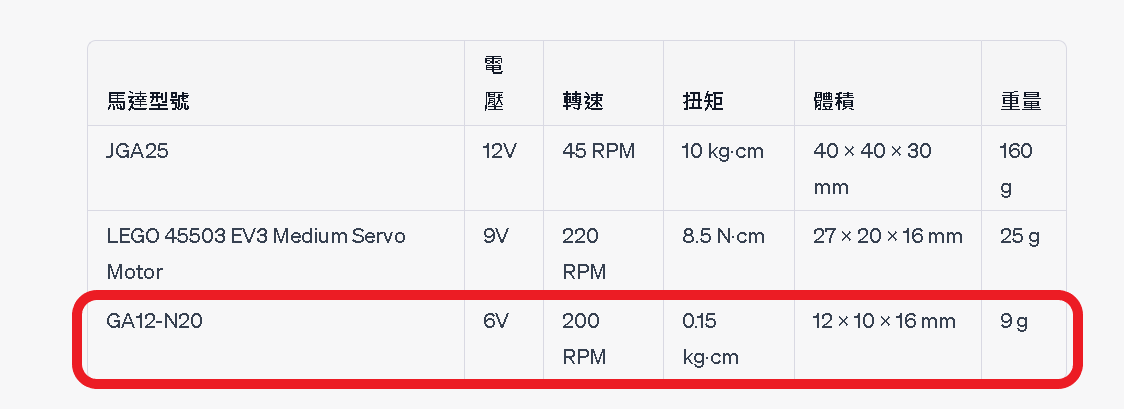 馬達型號 電壓 轉速 扭矩 體積 重量
JGA25 12V 45 RPM 10 kg·cm 40 × 40 × 30 mm 160 g
LEGO 45503 EV3 Medium Servo Motor 9V 220 RPM 8.5 N·cm 27 × 20 × 16 mm 25 g
GA12-N20 6V 200 RPM 0.15 kg·cm 12 × 10 × 16 mm 9 g